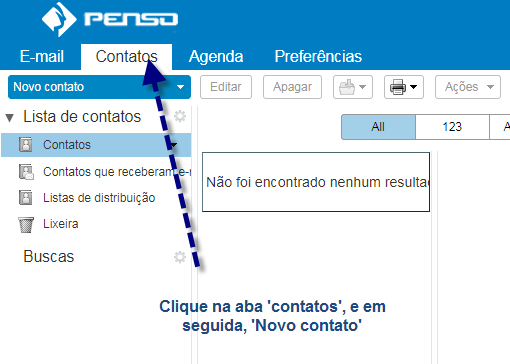 PENSO
E-mail Contatos Agenda Preferências
Novo contato Editar Apagar Ações
Lista de contatos
All 123 A
Contatos
Contatos que receberam e-
Não foi encontrado nenhum resultad
Listas de distribuição
Lixeira
Buscas
Clique na aba 'contatos', e em
seguida, 'Novo contato'